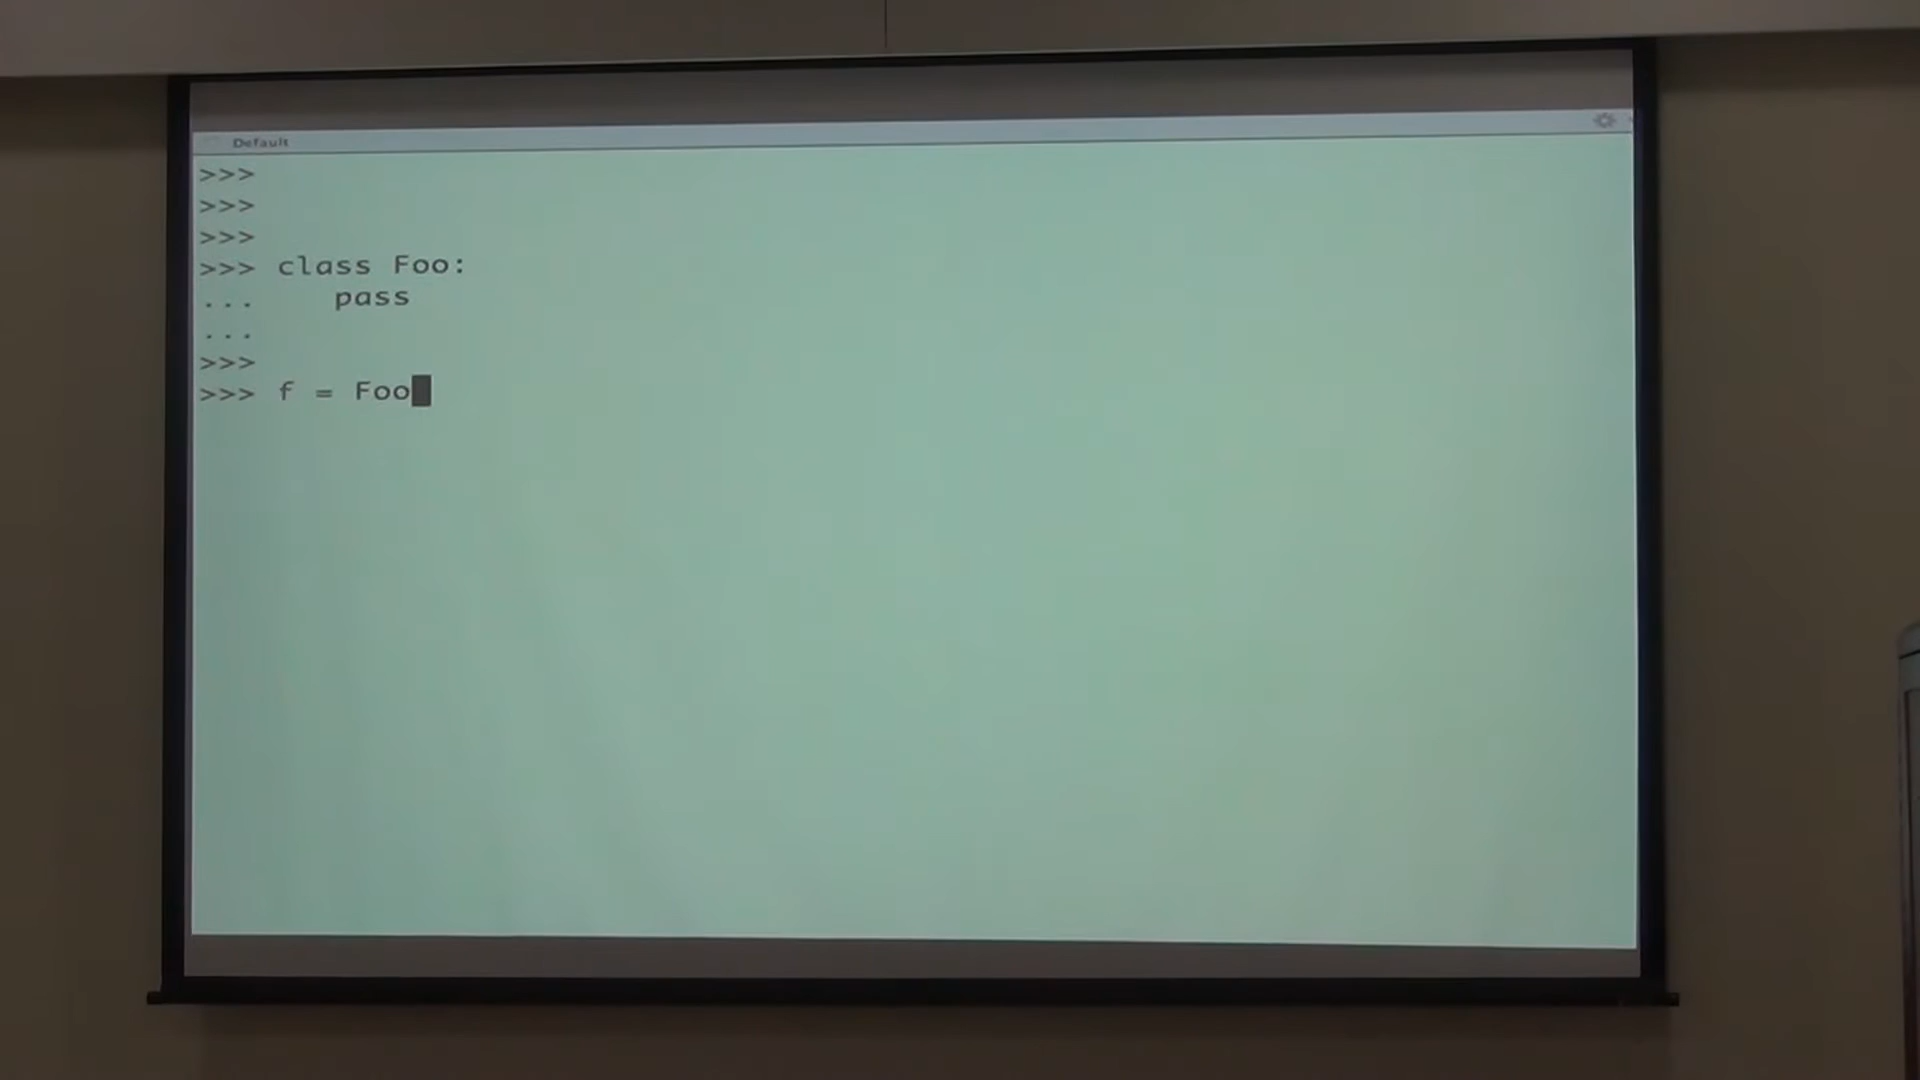 Default
>>>
>>>
>>>
>>> class Foo:
...    pass
...
>>>
>>> f = Foo